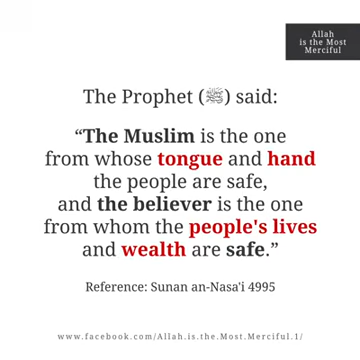 Allah
is the Most
Merciful
The Prophet (ﷺ) said:
“The Muslim is the one
from whose tongue and hand
the people are safe,
and the believer is the one
from whom the people's lives
and wealth are safe.”
Reference: Sunan an-Nasa'i 4995
www.facebook.com/Allah.is.the.Most.Merciful.1/